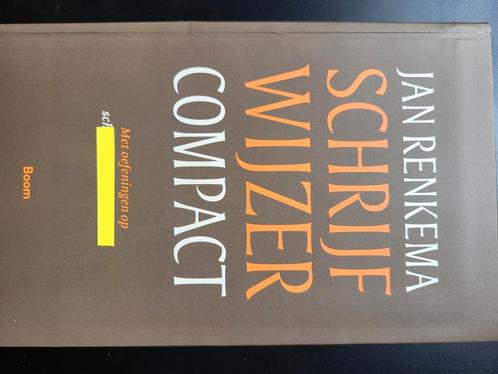 JAN RENKEMA
SCHRIJF
WIJZER
COMPACT
Met oefeningen op
Boom